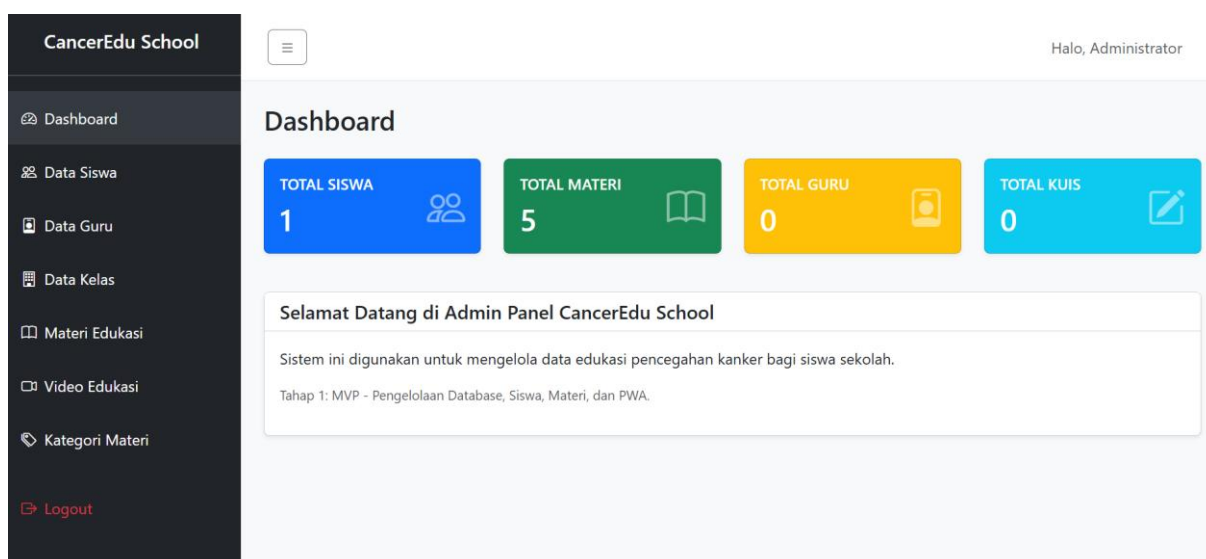 CancerEdu School
Halo, Administrator
Dashboard
Data Siswa
Data Guru
Data Kelas
Materi Edukasi
Video Edukasi
Kategori Materi
Logout
Dashboard
TOTAL SISWA
1
TOTAL MATERI
5
TOTAL GURU
0
TOTAL KUIS
0
Selamat Datang di Admin Panel CancerEdu School
Sistem ini digunakan untuk mengelola data edukasi pencegahan kanker bagi siswa sekolah.
Tahap 1: MVP - Pengelolaan Database, Siswa, Materi, dan PWA.